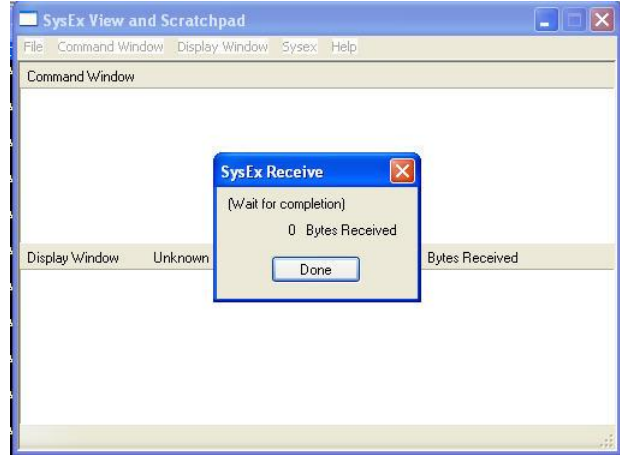 SysEx View and Scratchpad
File Command Window Display Window Sysex Help
Command Window
SysEx Receive
(Wait for completion)
0 Bytes Received
Done
Display Window Unknown Bytes Received